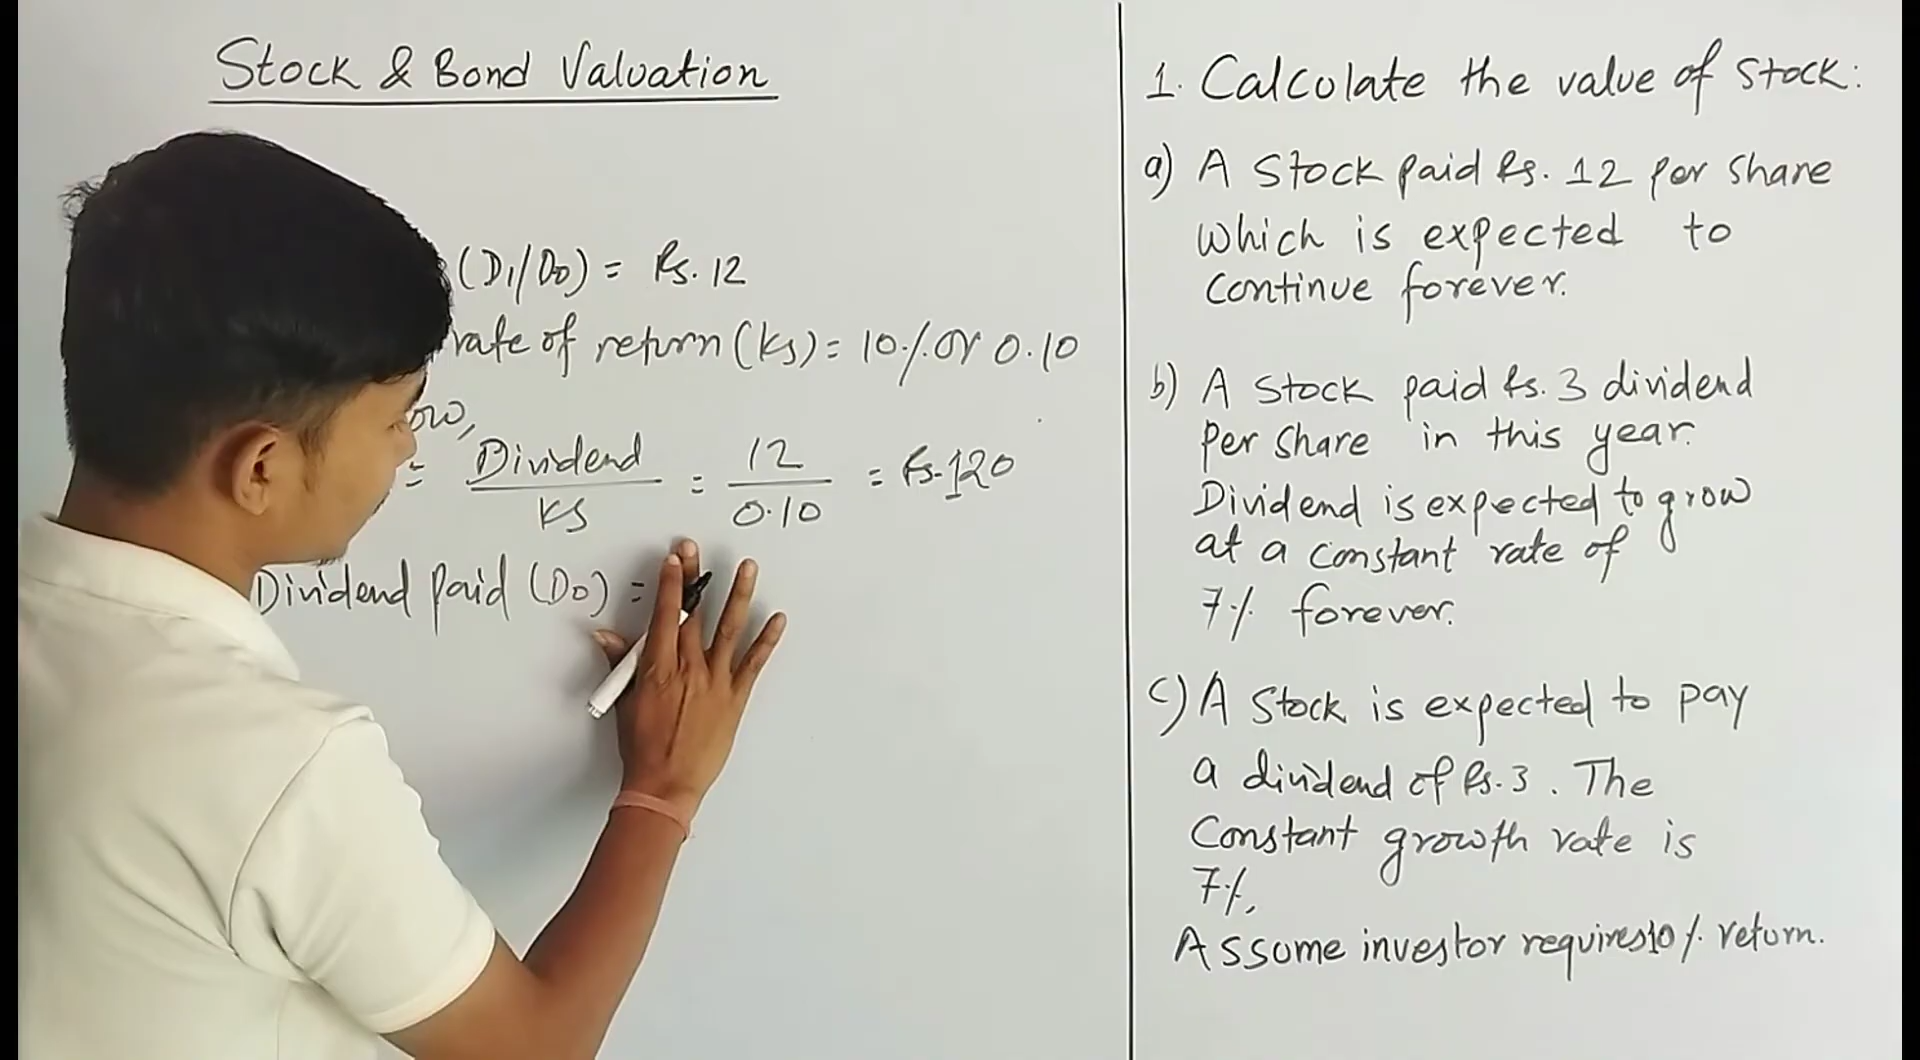 Stock & Bond Valuation
(D1/D0) = Rs. 12
rate of return (Ks) = 10% or 0.10
ow,
= Dividend / Ks = 12 / 0.10 = Rs. 120
Dividend paid (D0) =
1. Calculate the value of stock:
a) A stock paid Rs. 12 per share
which is expected to
continue forever.
b) A stock paid Rs. 3 dividend
per share in this year.
Dividend is expected to grow
at a constant rate of
7% forever.
c) A stock is expected to pay
a dividend of Rs. 3. The
constant growth rate is
7%,
Assume investor requires 10% return.